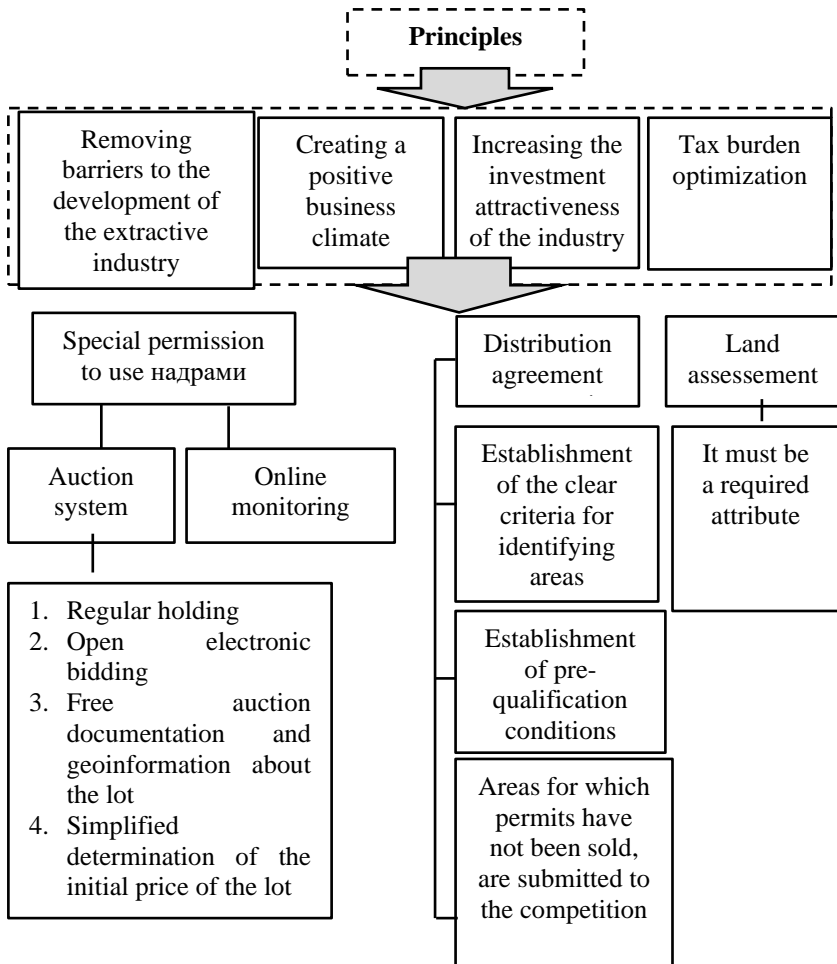 Principles
Removing
barriers to the
development of
the extractive
industry
Creating a
positive
business
climate
Increasing the
investment
attractiveness
of the industry
Tax burden
optimization
Special permission
to use надрами
Distribution
agreement
Land
assessement
Auction
system
Online
monitoring
Establishment
of the clear
criteria for
identifying
areas
It must be
a required
attribute
1. Regular holding
2. Open electronic
bidding
3. Free auction
documentation and
geoinformation about
the lot
4. Simplified
determination of the
initial price of the lot
Establishment
of pre-
qualification
conditions
Areas for which
permits have
not been sold,
are submitted to
the competition